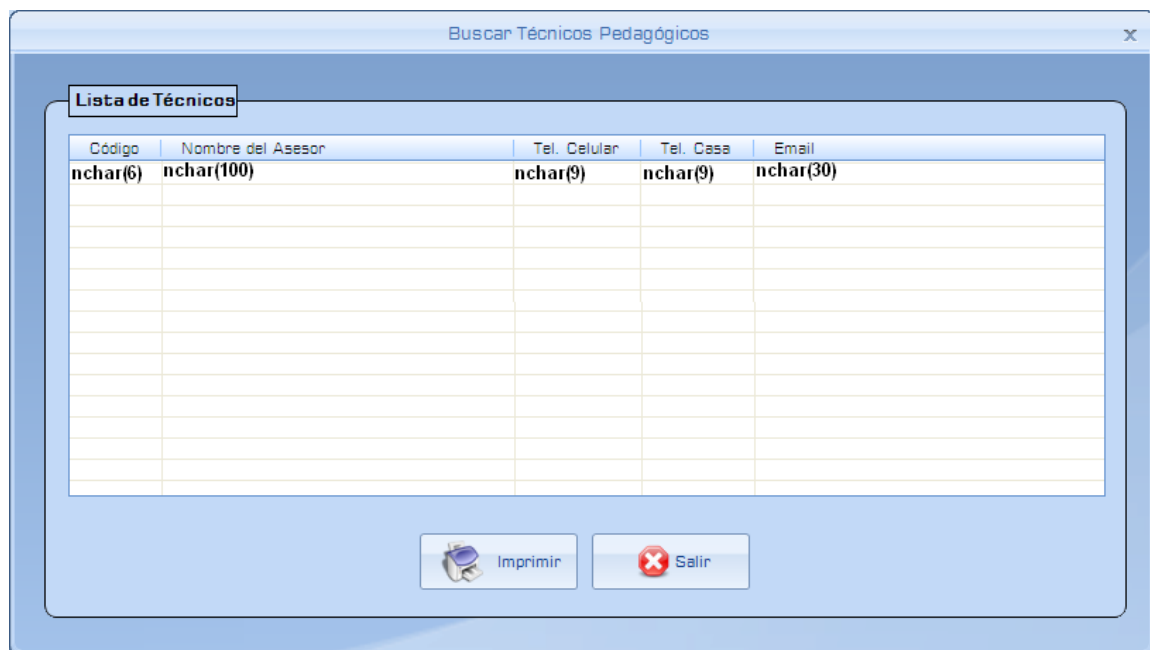 Buscar Técnicos Pedagógicos x
Lista de Técnicos
Código Nombre del Asesor Tel. Celular Tel. Casa Email
nchar(6) nchar(100) nchar(9) nchar(9) nchar(30)
Imprimir Salir